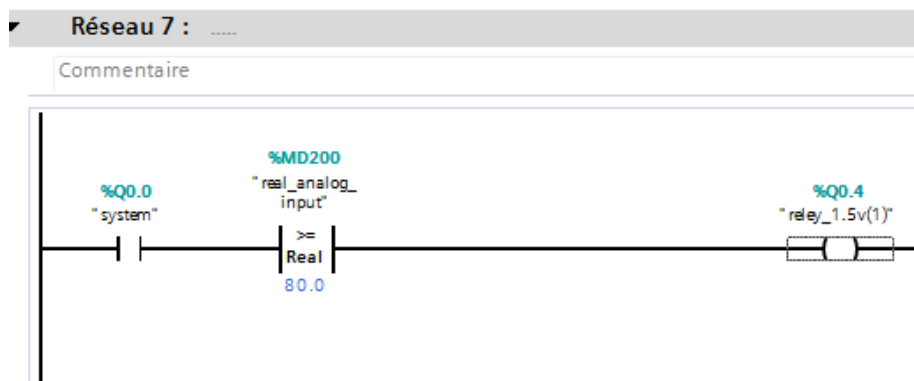 Réseau 7 : .....
Commentaire
%MD200
"real_analog_
input"
%Q0.0
"system"
>=
Real
80.0
%Q0.4
"reley_1.5v(1)"